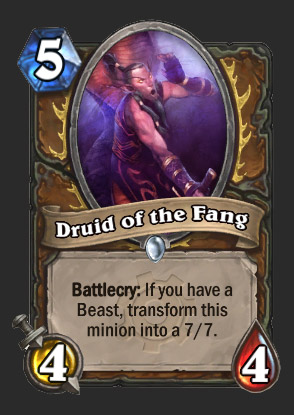 5
Druid of the Fang
Battlecry: If you have a
Beast, transform this
minion into a 7/7.
4 4